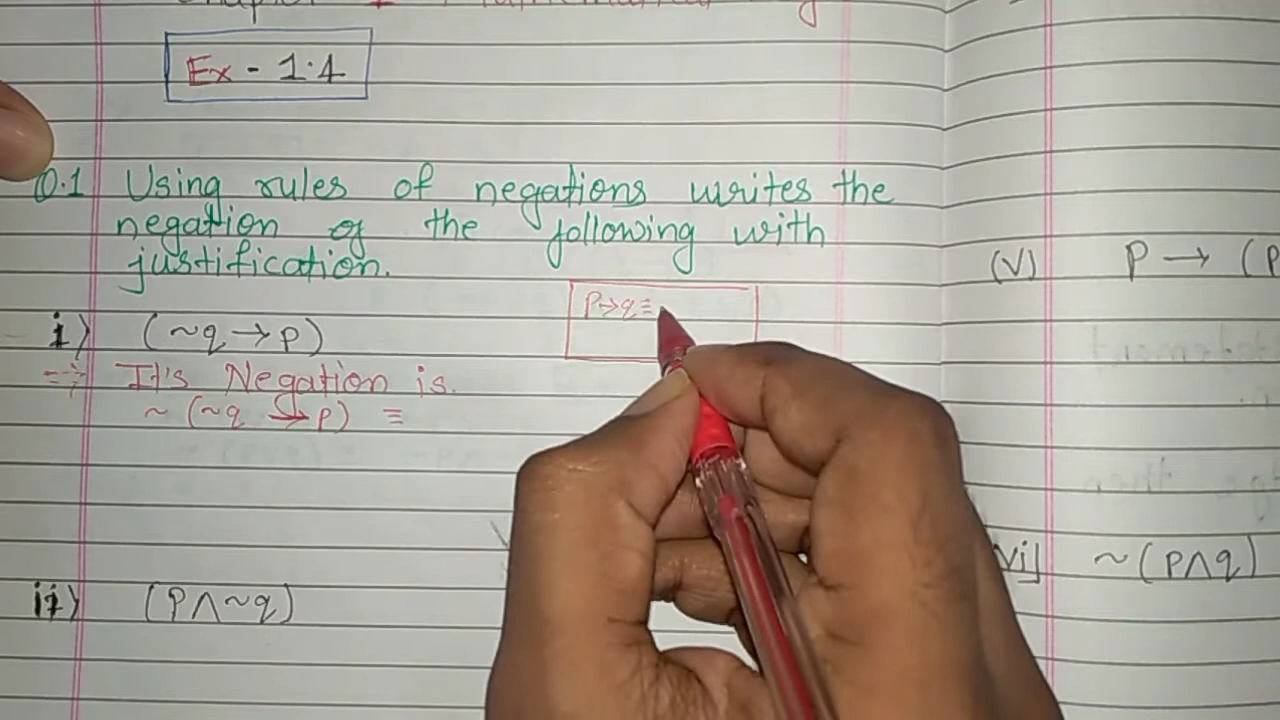 Ex - 1.4
Q.1 Using rules of negations writes the
negation of the following with
justification.
i) (~q → p)
⇒ It's Negation is.
~ (~q → p) ≡
p→q ≡
ii) (p ∧ ~q)
(v) p → (p
vi) ~(p∧q)